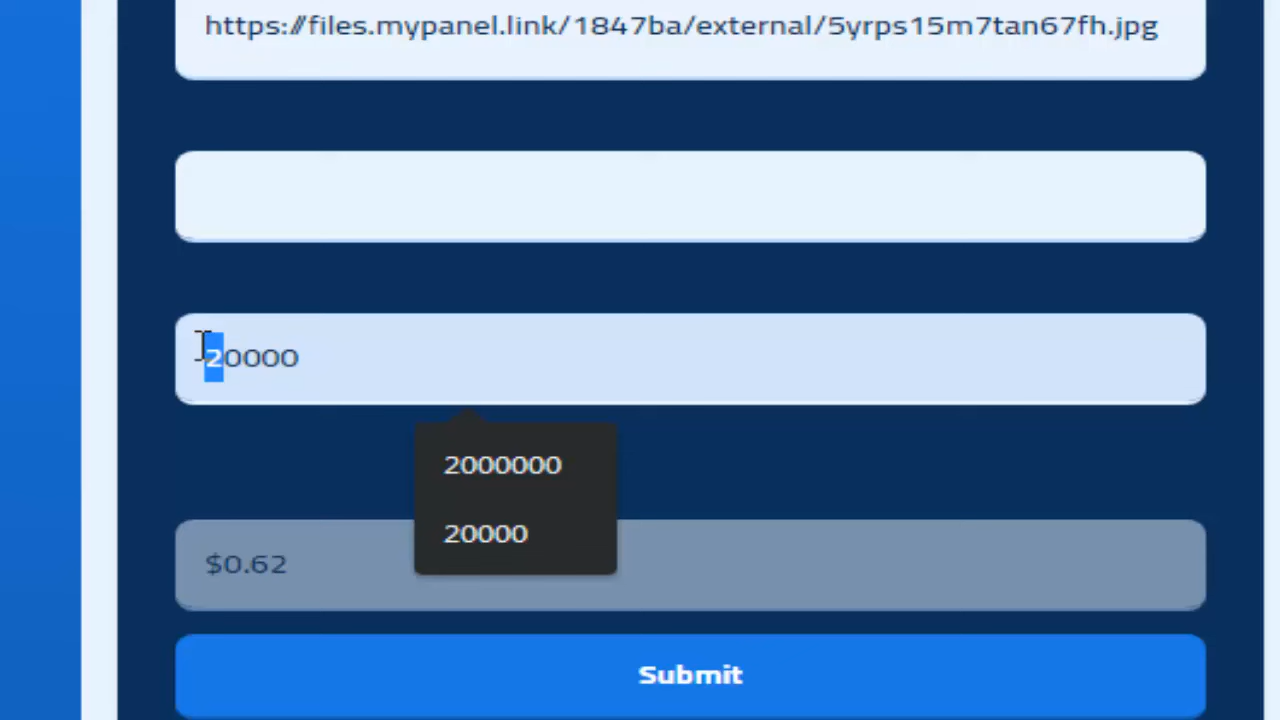 https://files.mypanel.link/1847ba/external/5yrps15m7tan67fh.jpg
20000
2000000
20000
$0.62
Submit